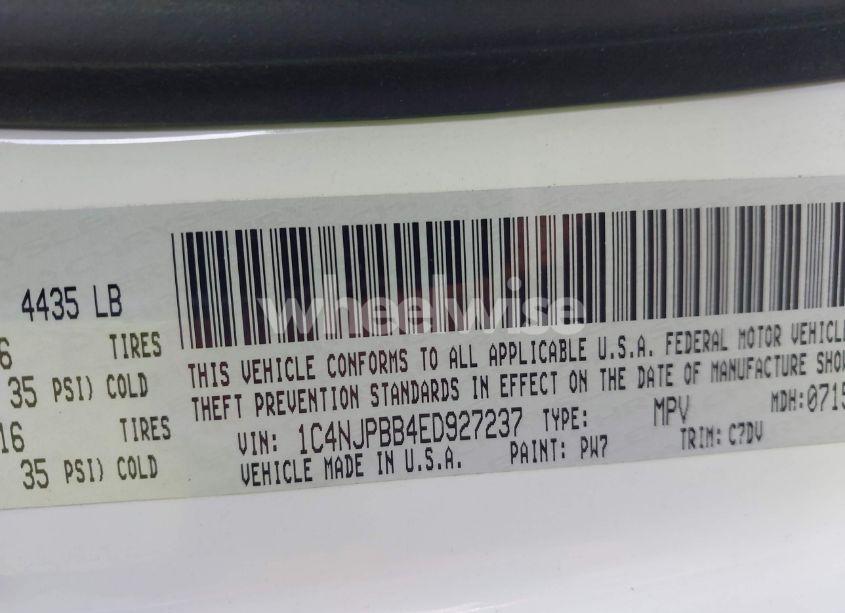 4435 LB
6 TIRES
35 PSI) COLD
16 TIRES
35 PSI) COLD
wheelwise
THIS VEHICLE CONFORMS TO ALL APPLICABLE U.S.A. FEDERAL MOTOR VEHICLE
THEFT PREVENTION STANDARDS IN EFFECT ON THE DATE OF MANUFACTURE SHOW
VIN: 1C4NJPBB4ED927237 TYPE: MPV MDH:0715
VEHICLE MADE IN U.S.A. PAINT: PW7 TRIM: C7DV